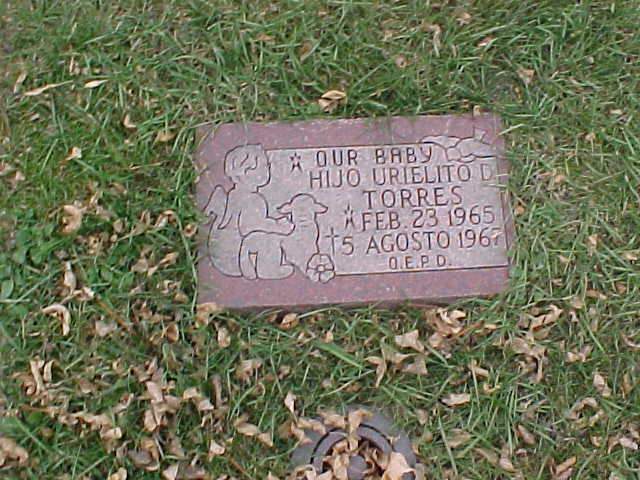 OUR BABY
HIJO URIELITO D
TORRES
FEB. 23 1965
5 AGOSTO 1967
Q.E.P.D.